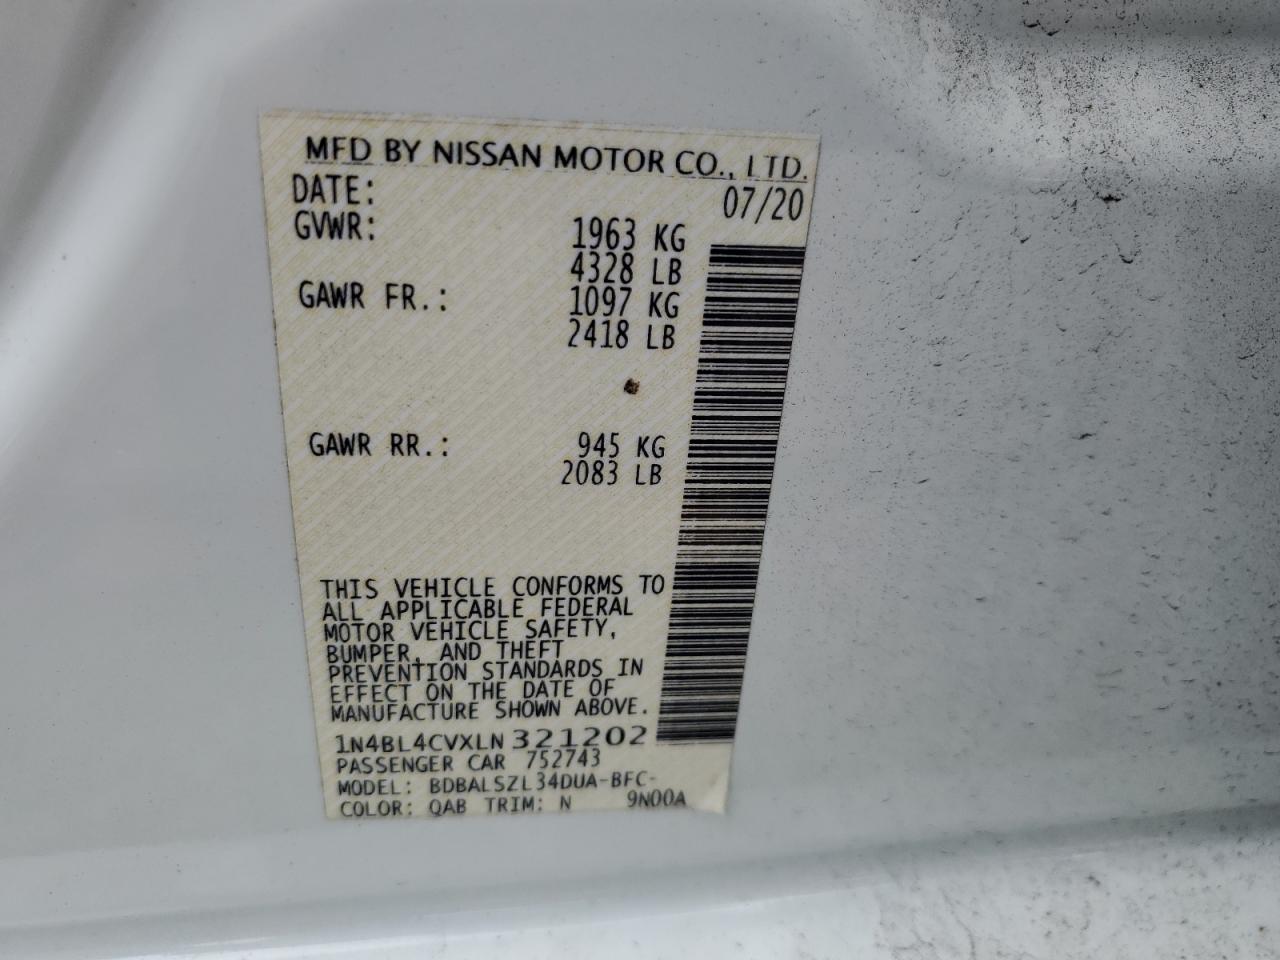 MFD BY NISSAN MOTOR CO., LTD.
DATE: 07/20
GVWR: 1963 KG
4328 LB
GAWR FR.: 1097 KG
2418 LB
GAWR RR.: 945 KG
2083 LB
THIS VEHICLE CONFORMS TO
ALL APPLICABLE FEDERAL
MOTOR VEHICLE SAFETY,
BUMPER, AND THEFT
PREVENTION STANDARDS IN
EFFECT ON THE DATE OF
MANUFACTURE SHOWN ABOVE.
1N4BL4CVXLN321202
PASSENGER CAR 752743
MODEL: BDBALSZL34DUA-BFC-
COLOR: QAB TRIM: N 9N00A